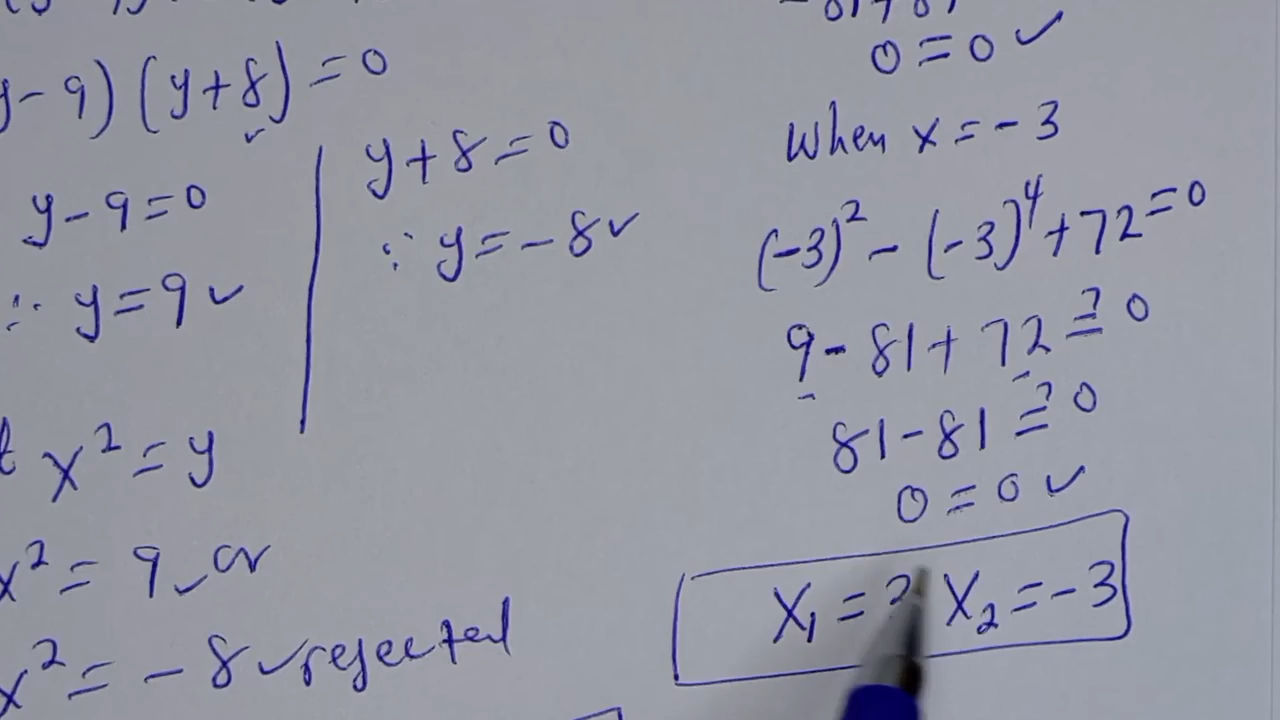 y-9)(y+8)=0
y-9=0
∴ y=9✓
y+8=0
∵ y=-8✓
x²=y
x²=9✓ or
x²=-8✓rejected
0=0✓
When x=-3
(-3)²-(-3)⁴+72=0
9-81+72≟0
81-81≟0
0=0✓
X₁= X₂=-3